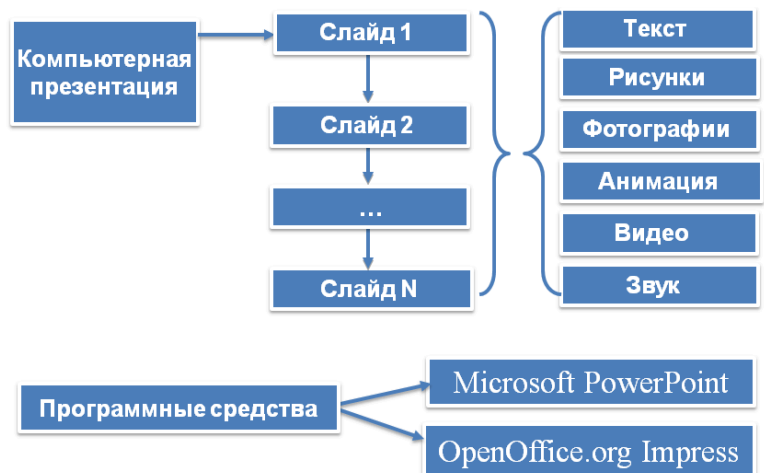 Компьютерная
презентация
Слайд 1
Слайд 2
...
Слайд N
Текст
Рисунки
Фотографии
Анимация
Видео
Звук
Программные средства
Microsoft PowerPoint
OpenOffice.org Impress